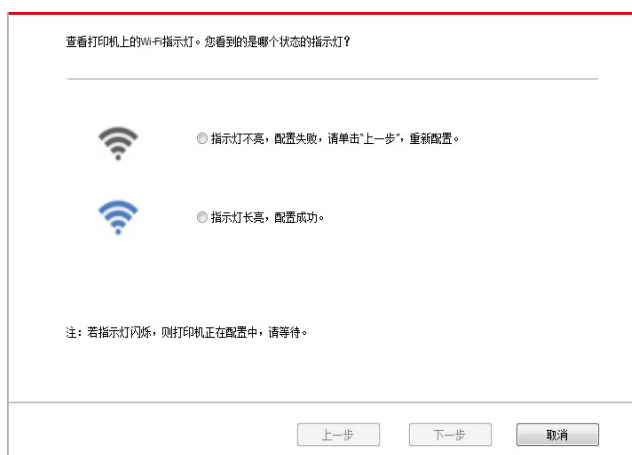 查看打印机上的Wi-Fi指示灯。您看到的是哪个状态的指示灯?
指示灯不亮，配置失败，请单击“上一步”，重新配置。
指示灯长亮，配置成功。
注：若指示灯闪烁，则打印机正在配置中，请等待。
上一步
下一步
取消